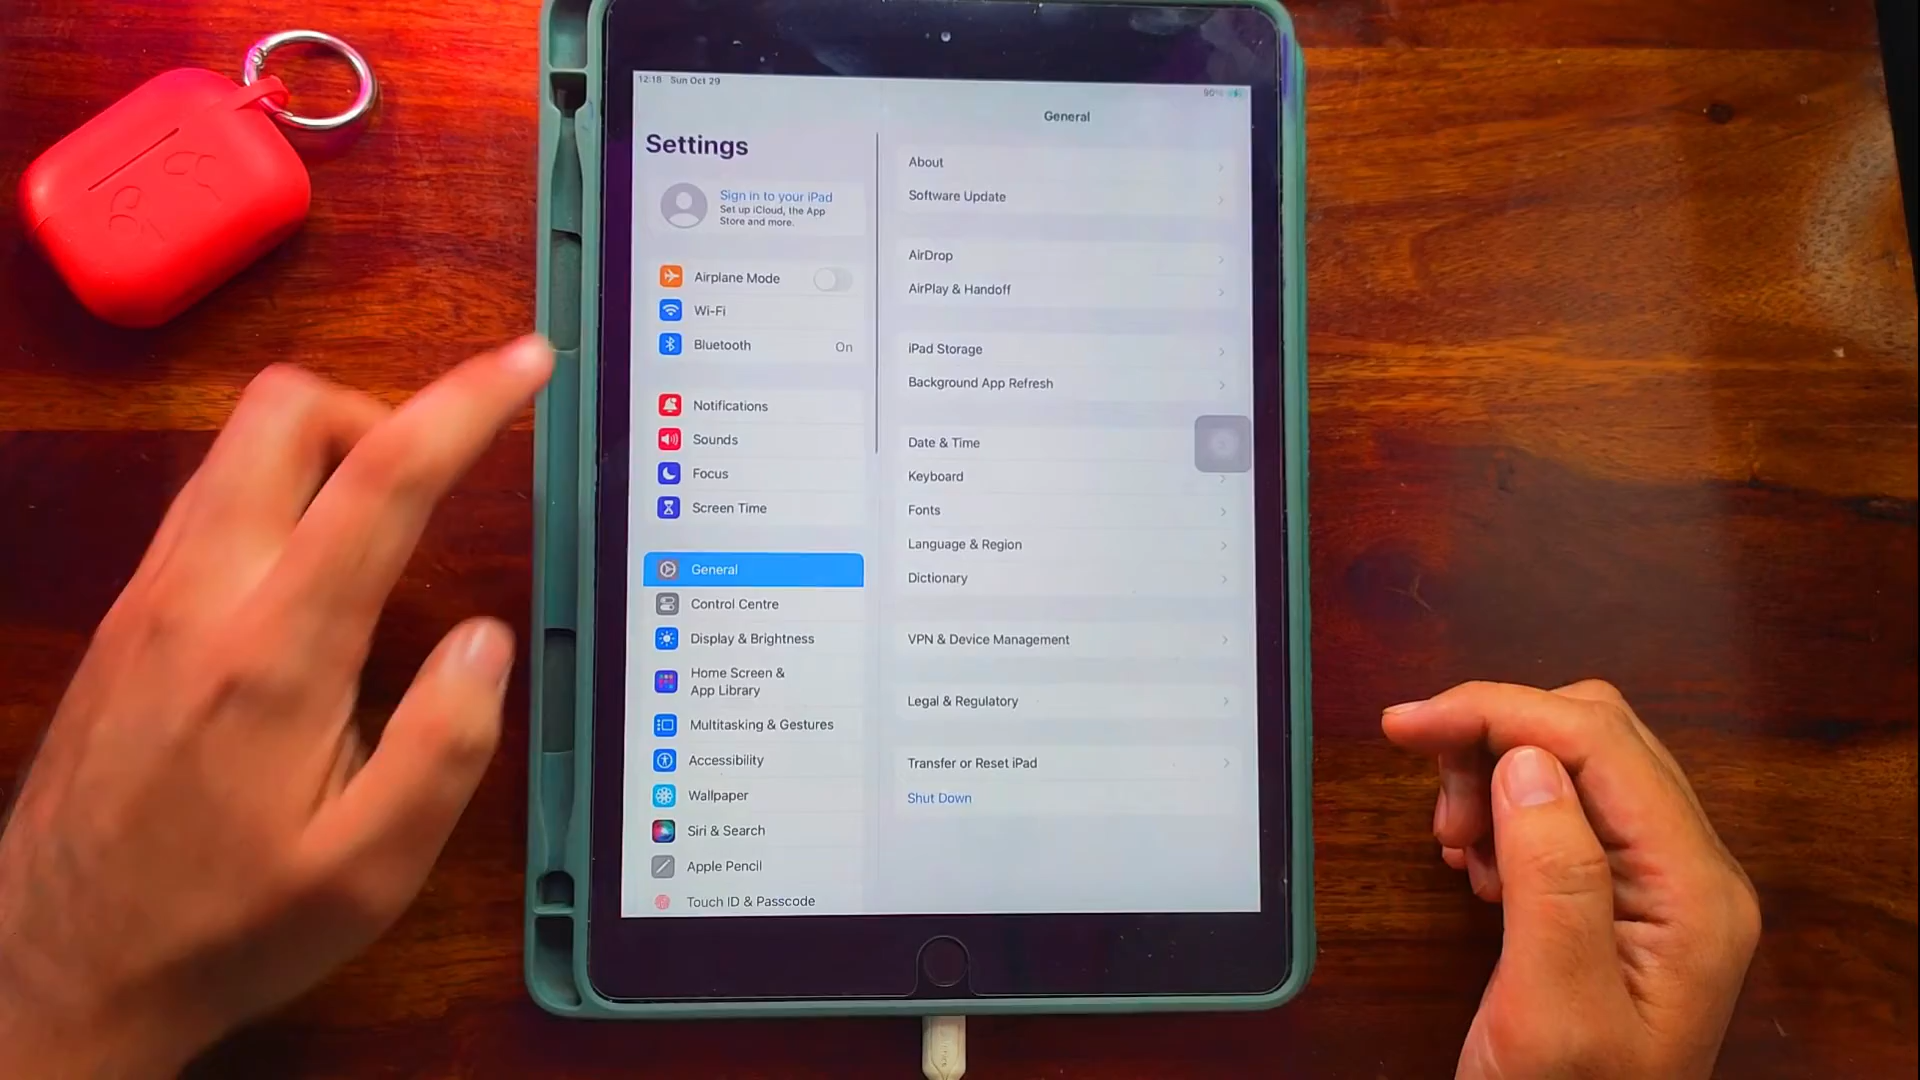 12:18 Sun Oct 29
90%
Settings
General
Sign in to your iPad
Set up iCloud, the App
Store and more.
Airplane Mode
Wi-Fi
Bluetooth On
Notifications
Sounds
Focus
Screen Time
General
Control Centre
Display & Brightness
Home Screen &
App Library
Multitasking & Gestures
Accessibility
Wallpaper
Siri & Search
Apple Pencil
Touch ID & Passcode
About
Software Update
AirDrop
AirPlay & Handoff
iPad Storage
Background App Refresh
Date & Time
Keyboard
Fonts
Language & Region
Dictionary
VPN & Device Management
Legal & Regulatory
Transfer or Reset iPad
Shut Down